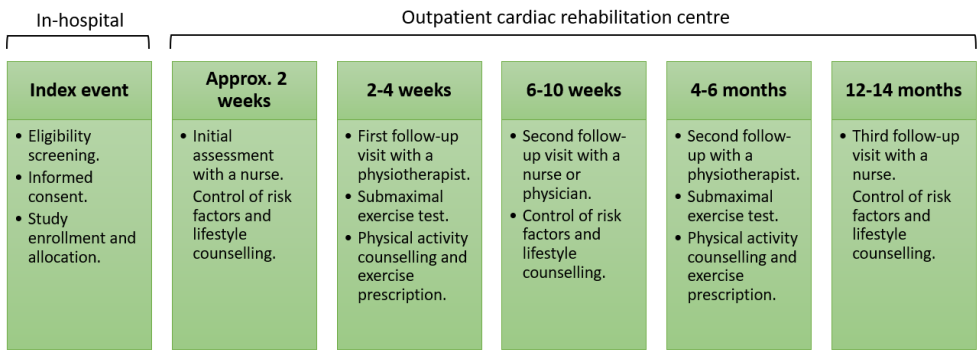 In-hospital
Outpatient cardiac rehabilitation centre
Index event
• Eligibility
screening.
• Informed
consent.
• Study
enrollment and
allocation.
Approx. 2
weeks
• Initial
assessment
with a nurse.
Control of risk
factors and
lifestyle
counselling.
2-4 weeks
• First follow-up
visit with a
physiotherapist.
• Submaximal
exercise test.
• Physical activity
counselling and
exercise
prescription.
6-10 weeks
• Second follow-
up visit with a
nurse or
physician.
• Control of risk
factors and
lifestyle
counselling.
4-6 months
• Second follow-
up with a
physiotherapist.
• Submaximal
exercise test.
• Physical activity
counselling and
exercise
prescription.
12-14 months
• Third follow-up
visit with a
nurse.
Control of risk
factors and
lifestyle
counselling.